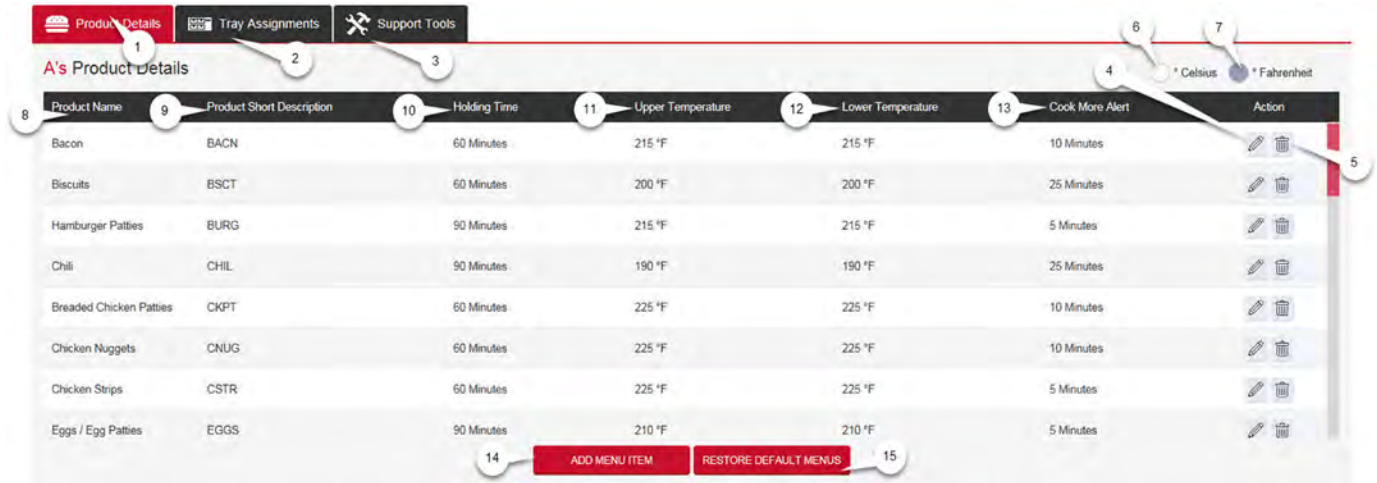 Product Details Tray Assignments Support Tools
1 2 3 6 7
A's Product Details 4 ° Celsius ° Fahrenheit
8 Product Name 9 Product Short Description 10 Holding Time 11 Upper Temperature 12 Lower Temperature 13 Cook More Alert Action
Bacon BACN 60 Minutes 215 °F 215 °F 10 Minutes 5
Biscuits BSCT 60 Minutes 200 °F 200 °F 25 Minutes
Hamburger Patties BURG 90 Minutes 215 °F 215 °F 5 Minutes
Chili CHIL 90 Minutes 190 °F 190 °F 25 Minutes
Breaded Chicken Patties CKPT 60 Minutes 225 °F 225 °F 10 Minutes
Chicken Nuggets CNUG 60 Minutes 225 °F 225 °F 10 Minutes
Chicken Strips CSTR 60 Minutes 225 °F 225 °F 5 Minutes
Eggs / Egg Patties EGGS 90 Minutes 210 °F 210 °F 5 Minutes
14 ADD MENU ITEM RESTORE DEFAULT MENUS 15